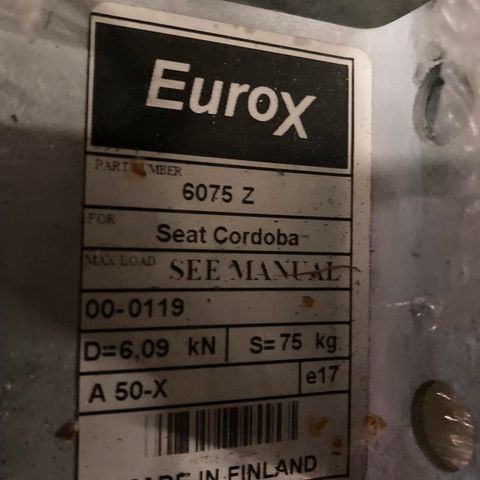 EuroX
PART NUMBER
6075 Z
FOR
Seat Cordoba
MAX LOAD SEE MANUAL
00-0119
D=6,09 kN S= 75 kg
A 50-X e17
MADE IN FINLAND